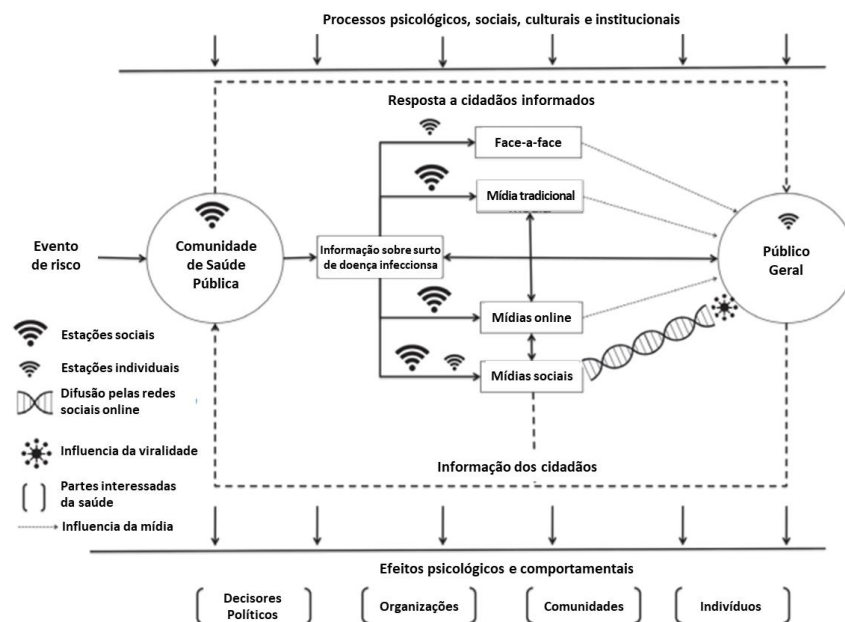 Processos psicológicos, sociais, culturais e institucionais
Resposta a cidadãos informados
Face-a-face
Mídia tradicional
Evento
de risco
Comunidade
de Saúde
Pública
Informação sobre surto
de doença infeccionsa
Público
Geral
Mídias online
Mídias sociais
Informação dos cidadãos
Estações sociais
Estações individuais
Difusão pelas redes
sociais online
Influencia da viralidade
Partes interessadas
da saúde
Influencia da mídia
Efeitos psicológicos e comportamentais
Decisores
Políticos
Organizações
Comunidades
Indivíduos